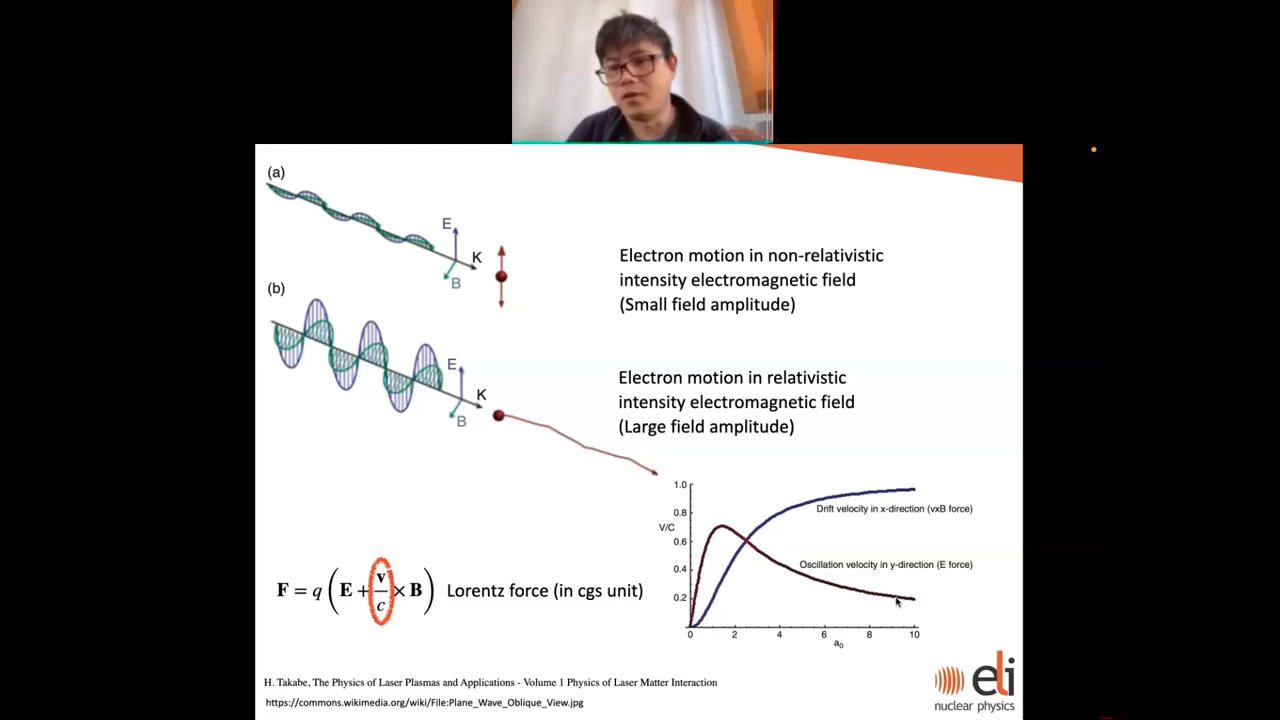 (a)
E
K
B
(b)
E
K
B
Electron motion in non-relativistic
intensity electromagnetic field
(Small field amplitude)
Electron motion in relativistic
intensity electromagnetic field
(Large field amplitude)
1.0
0.8
V/C
0.6
0.4
0.2
0 2 4 6 8 10
a₀
Drift velocity in x-direction (vxB force)
Oscillation velocity in y-direction (E force)
F = q (E + v/c × B) Lorentz force (in cgs unit)
H. Takabe, The Physics of Laser Plasmas and Applications - Volume 1 Physics of Laser Matter Interaction
https://commons.wikimedia.org/wiki/File:Plane_Wave_Oblique_View.jpg
eli
nuclear physics